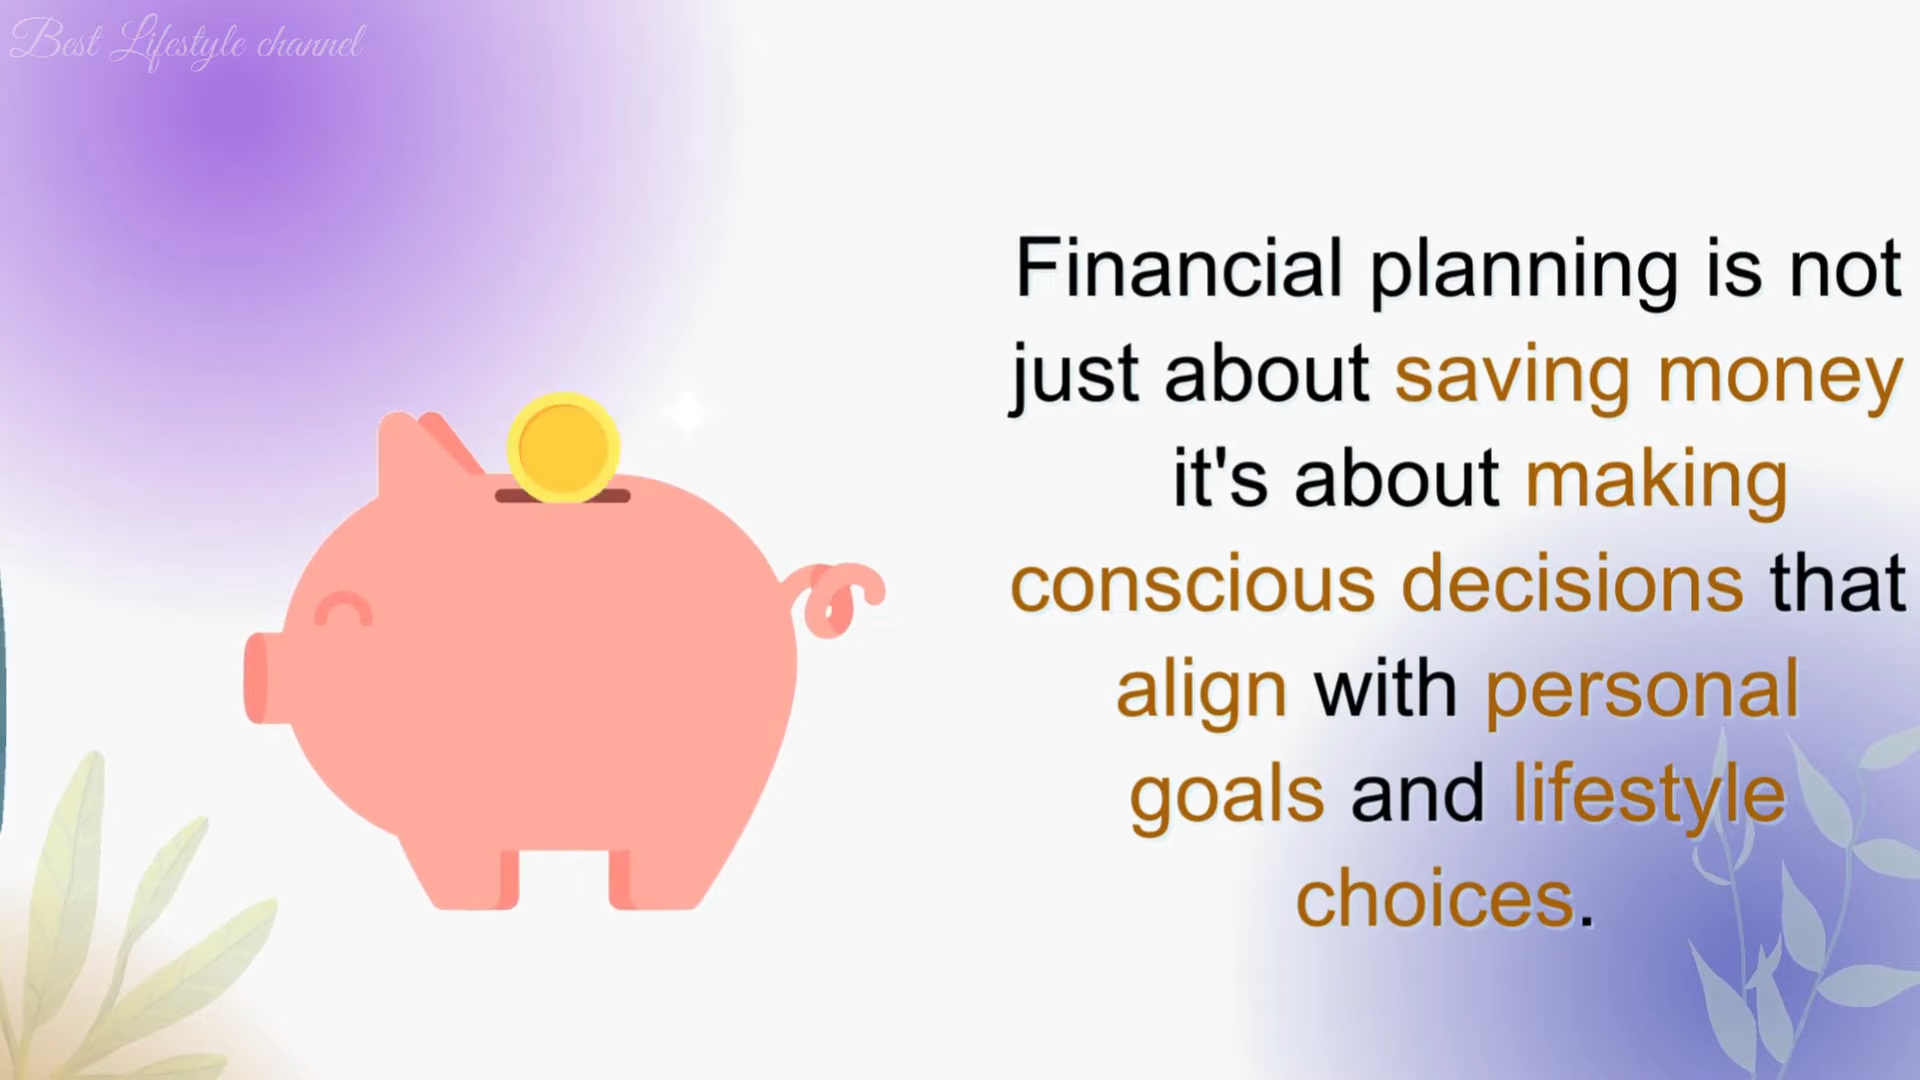 Best Lifestyle channel
Financial planning is not
just about saving money
it's about making
conscious decisions that
align with personal
goals and lifestyle
choices.